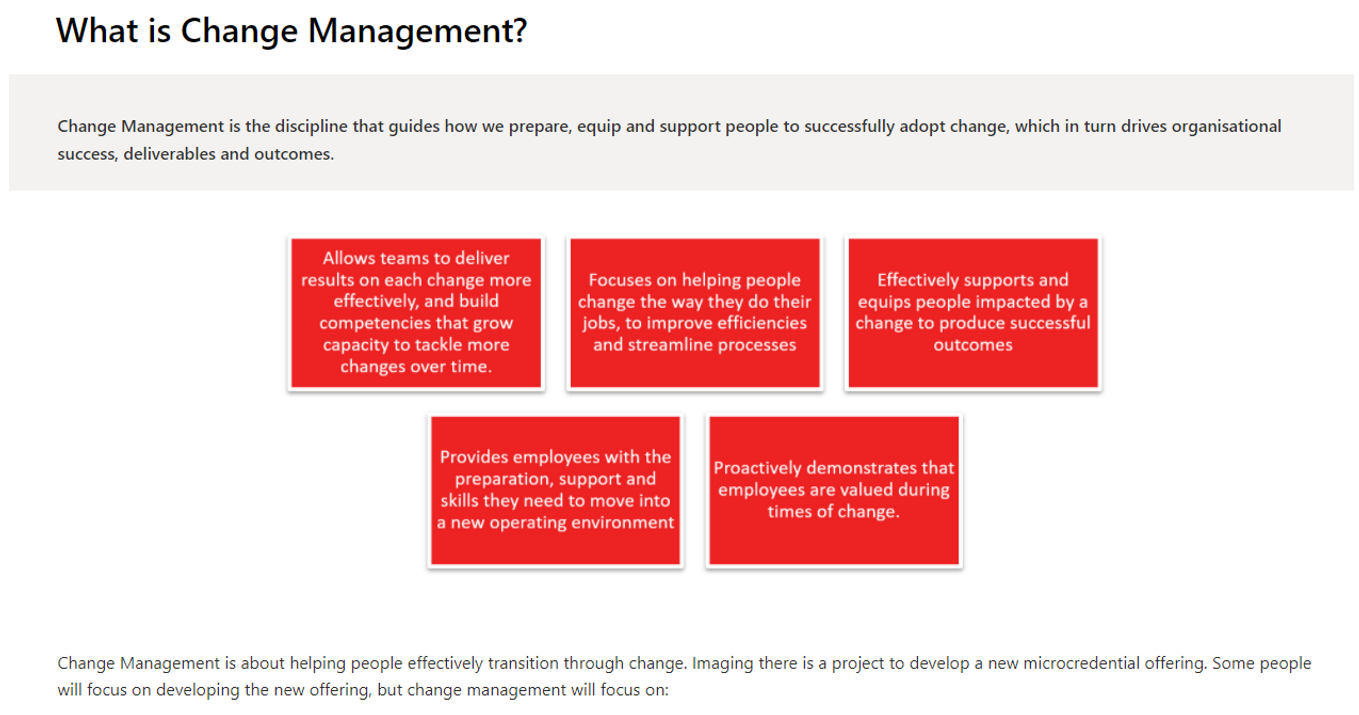 What is Change Management?
Change Management is the discipline that guides how we prepare, equip and support people to successfully adopt change, which in turn drives organisational
success, deliverables and outcomes.
Allows teams to deliver
results on each change more
effectively, and build
competencies that grow
capacity to tackle more
changes over time.
Focuses on helping people
change the way they do their
jobs, to improve efficiencies
and streamline processes
Effectively supports and
equips people impacted by a
change to produce successful
outcomes
Provides employees with the
preparation, support and
skills they need to move into
a new operating environment
Proactively demonstrates that
employees are valued during
times of change.
Change Management is about helping people effectively transition through change. Imaging there is a project to develop a new microcredential offering. Some people
will focus on developing the new offering, but change management will focus on: